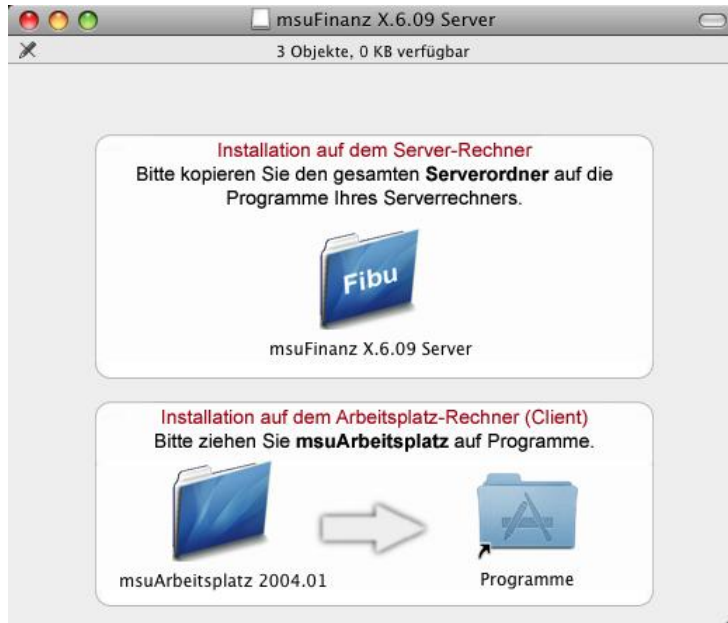 msuFinanz X.6.09 Server
3 Objekte, 0 KB verfügbar
Installation auf dem Server-Rechner
Bitte kopieren Sie den gesamten Serverordner auf die
Programme Ihres Serverrechners.
Fibu
msuFinanz X.6.09 Server
Installation auf dem Arbeitsplatz-Rechner (Client)
Bitte ziehen Sie msuArbeitsplatz auf Programme.
msuArbeitsplatz 2004.01
Programme